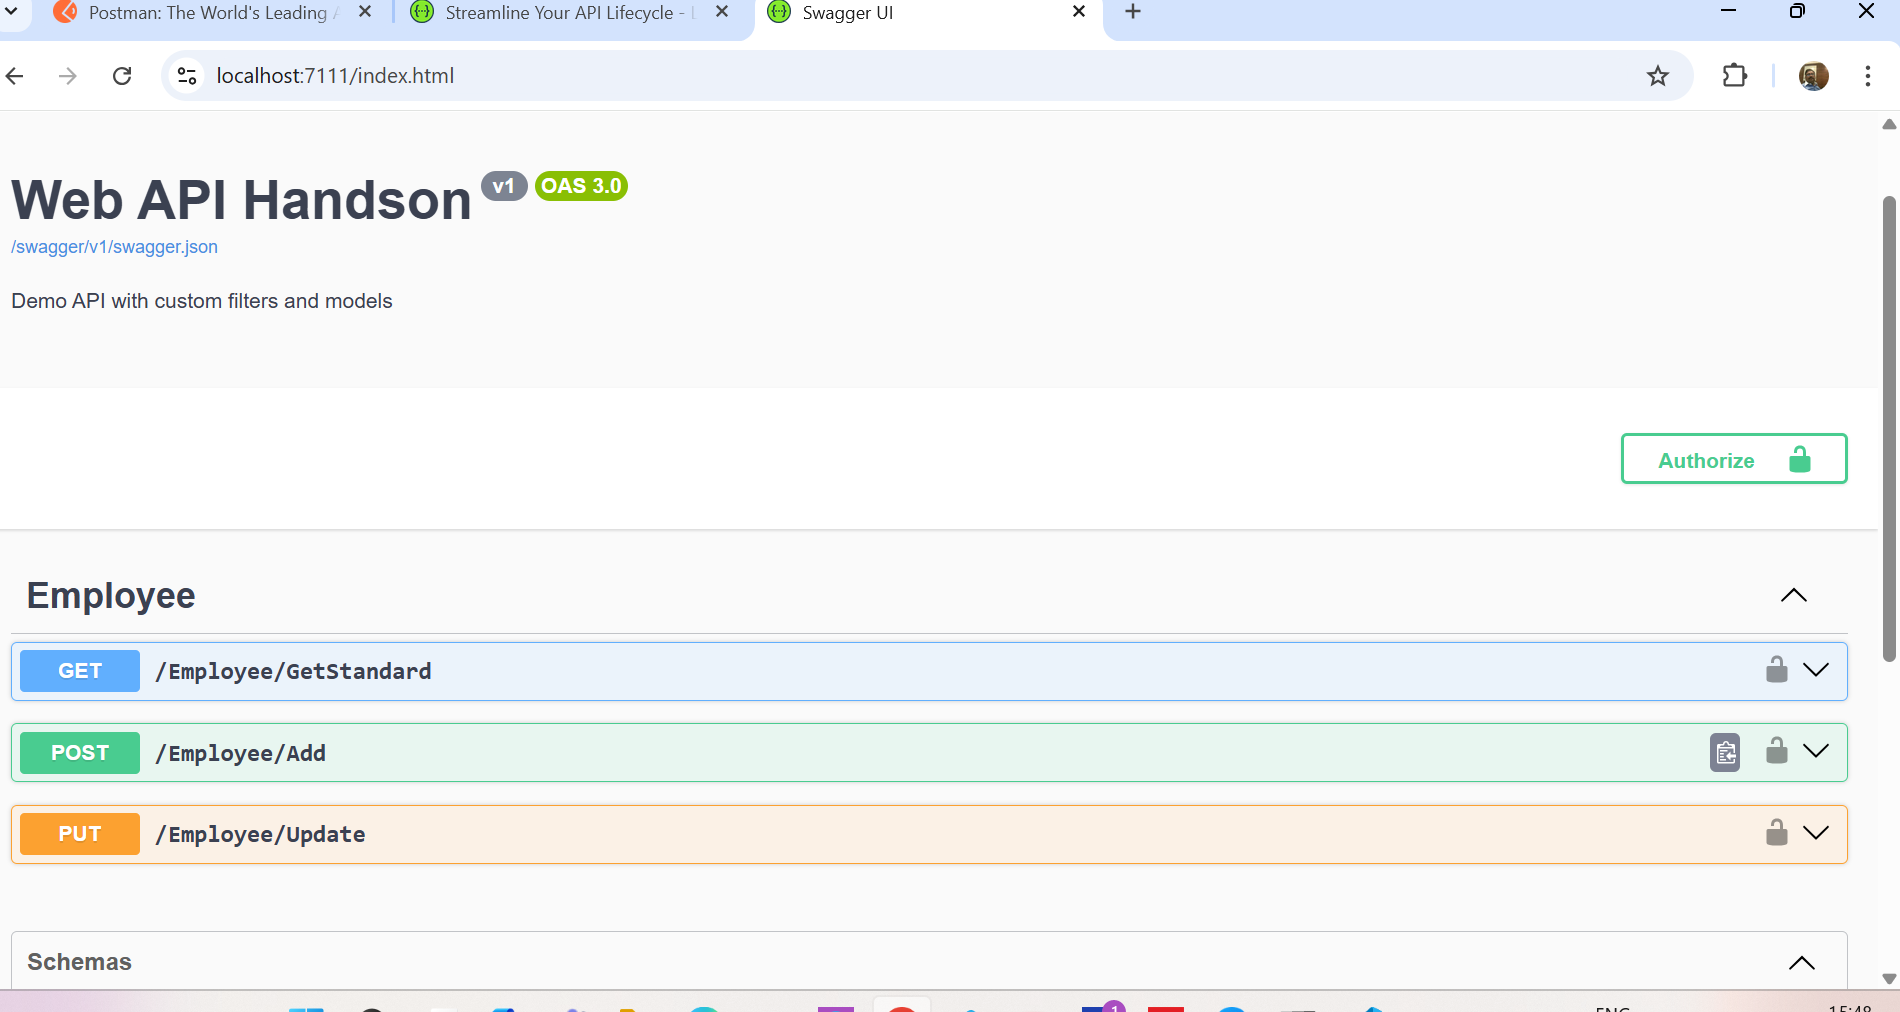 Postman: The World's Leading
Streamline Your API Lifecycle -
Swagger UI
localhost:7111/index.html
Web API Handson v1 OAS 3.0
/swagger/v1/swagger.json
Demo API with custom filters and models
Authorize
Employee
GET /Employee/GetStandard
POST /Employee/Add
PUT /Employee/Update
Schemas
1
ENG
15:48